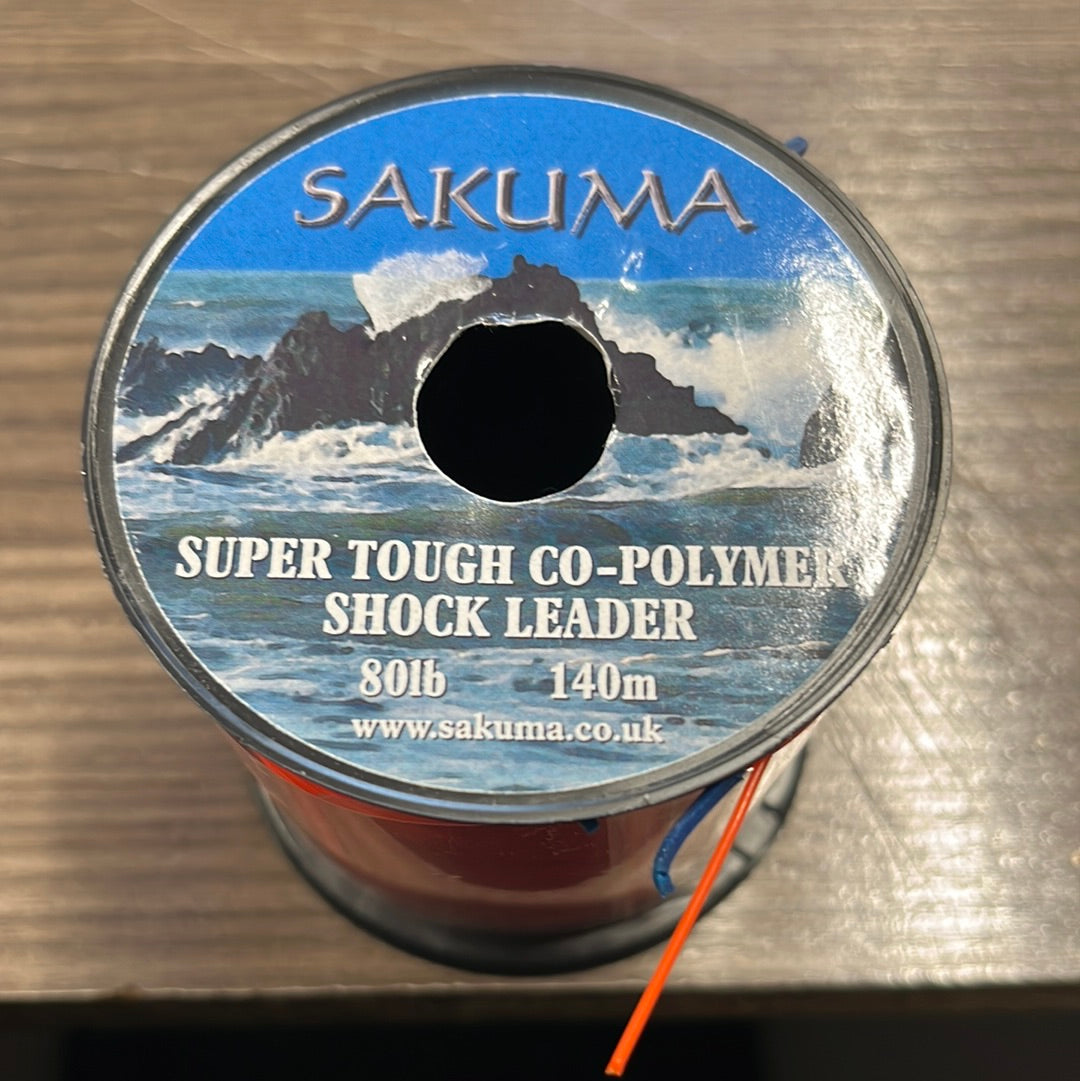 SAKUMA
SUPER TOUGH CO-POLYMER
SHOCK LEADER
80lb 140m
www.sakuma.co.uk